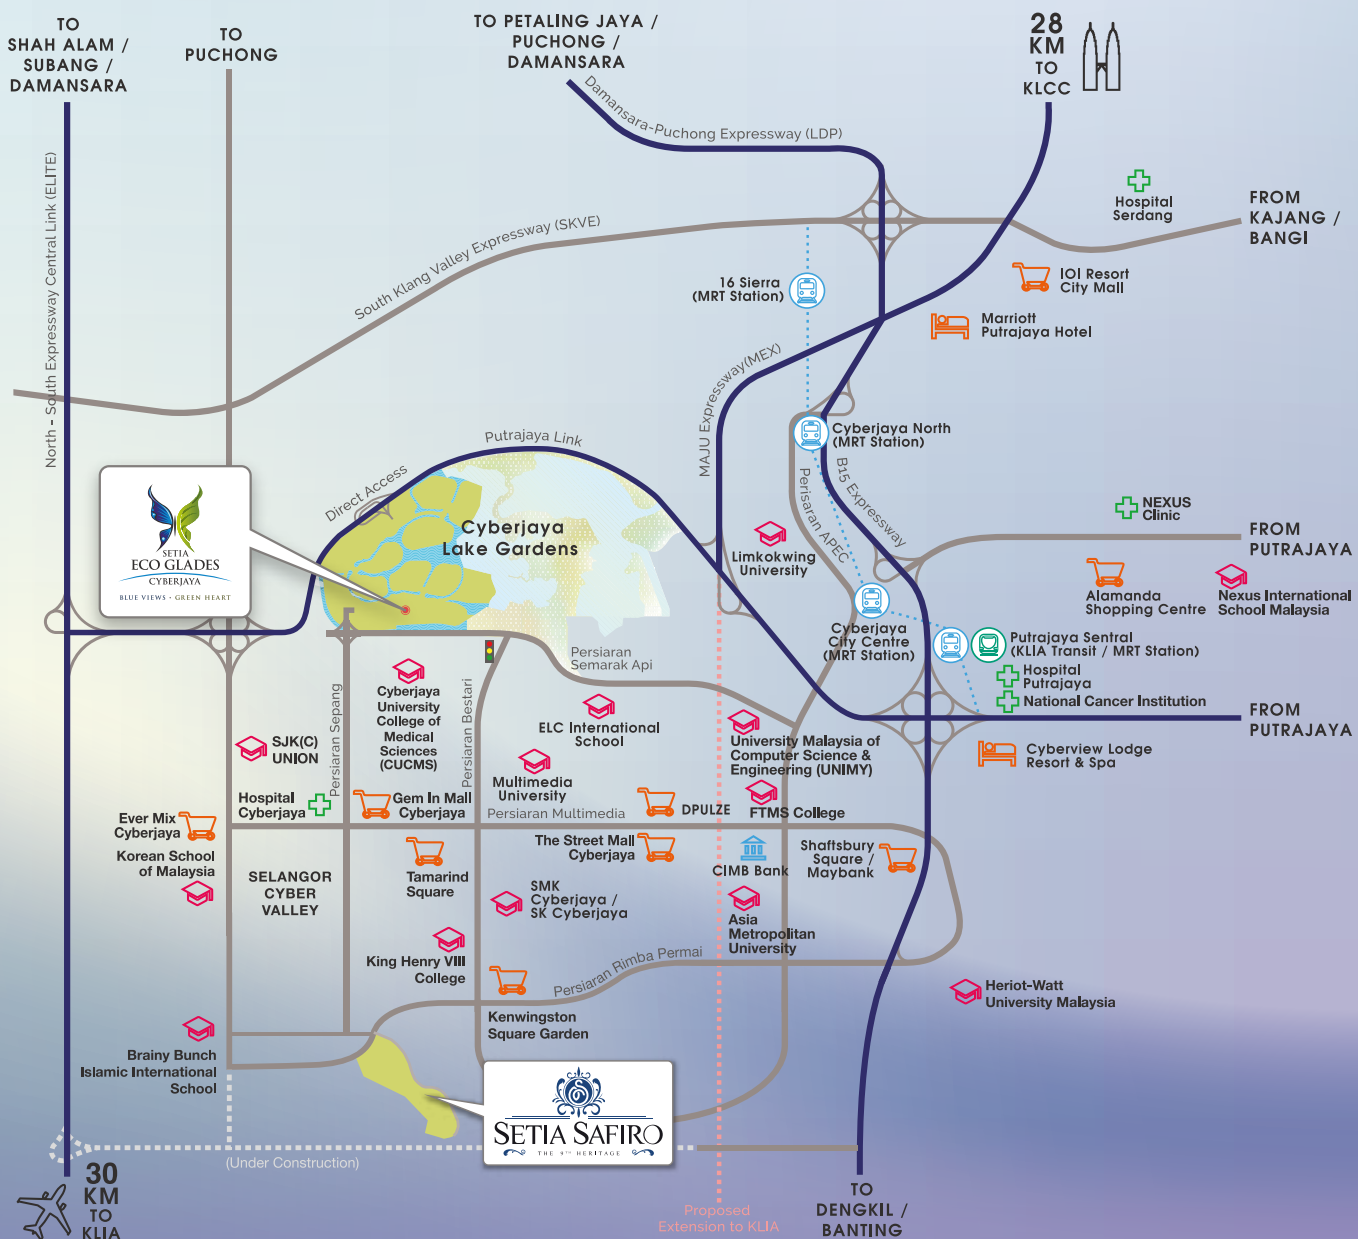 TO
SHAH ALAM /
SUBANG /
DAMANSARA
TO
PUCHONG
TO PETALING JAYA /
PUCHONG /
DAMANSARA
28
KM
TO
KLCC
Damansara-Puchong Expressway (LDP)
North - South Expressway Central Link (ELITE)
South Klang Valley Expressway (SKVE)
Hospital
Serdang
FROM
KAJANG /
BANGI
16 Sierra
(MRT Station)
IOI Resort
City Mall
Marriott
Putrajaya Hotel
MAJU Expressway(MEX)
Cyberjaya North
(MRT Station)
Putrajaya Link
Direct Access
Perisaran APEC
B15 Expressway
Cyberjaya
Lake Gardens
SETIA
ECO GLADES
CYBERJAYA
BLUE VIEWS • GREEN HEART
Limkokwing
University
NEXUS
Clinic
FROM
PUTRAJAYA
Alamanda
Shopping Centre
Nexus International
School Malaysia
Cyberjaya
City Centre
(MRT Station)
Putrajaya Sentral
(KLIA Transit / MRT Station)
Hospital
Putrajaya
National Cancer Institution
FROM
PUTRAJAYA
Cyberview Lodge
Resort & Spa
Persiaran
Semarak Api
Persiaran Sepang
Persiaran Bestari
Cyberjaya
University
College of
Medical
Sciences
(CUCMS)
ELC International
School
University Malaysia of
Computer Science &
Engineering (UNIMY)
SJK(C)
UNION
Multimedia
University
Hospital
Cyberjaya
Gem In Mall
Cyberjaya
Persiaran Multimedia
DPULZE
FTMS College
Ever Mix
Cyberjaya
Korean School
of Malaysia
SELANGOR
CYBER
VALLEY
Tamarind
Square
The Street Mall
Cyberjaya
CIMB Bank
Shaftsbury
Square /
Maybank
SMK
Cyberjaya /
SK Cyberjaya
Asia
Metropolitan
University
King Henry VIII
College
Persiaran Rimba Permai
Kenwingston
Square Garden
Heriot-Watt
University Malaysia
Brainy Bunch
Islamic International
School
SETIA SAFIRO
THE 9TH HERITAGE
(Under Construction)
30
KM
TO
KLIA
Proposed
Extension to KLIA
TO
DENGKIL /
BANTING